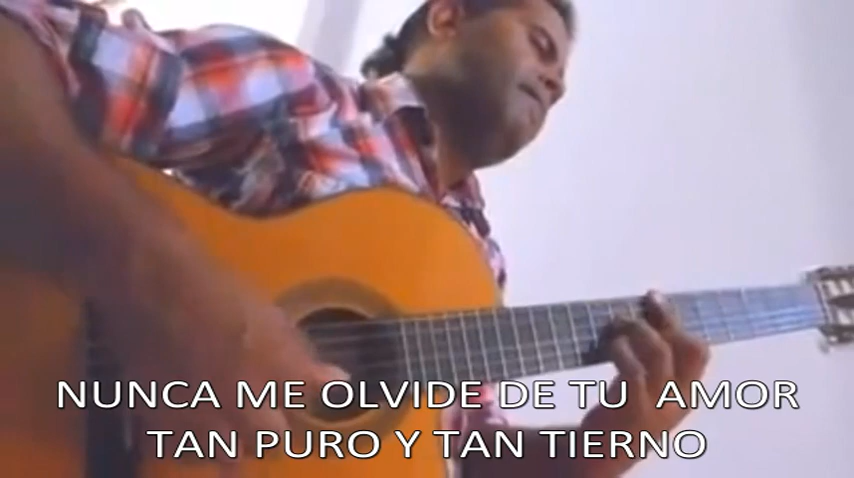 NUNCA ME OLVIDE DE TU  AMOR
TAN PURO Y TAN TIERNO